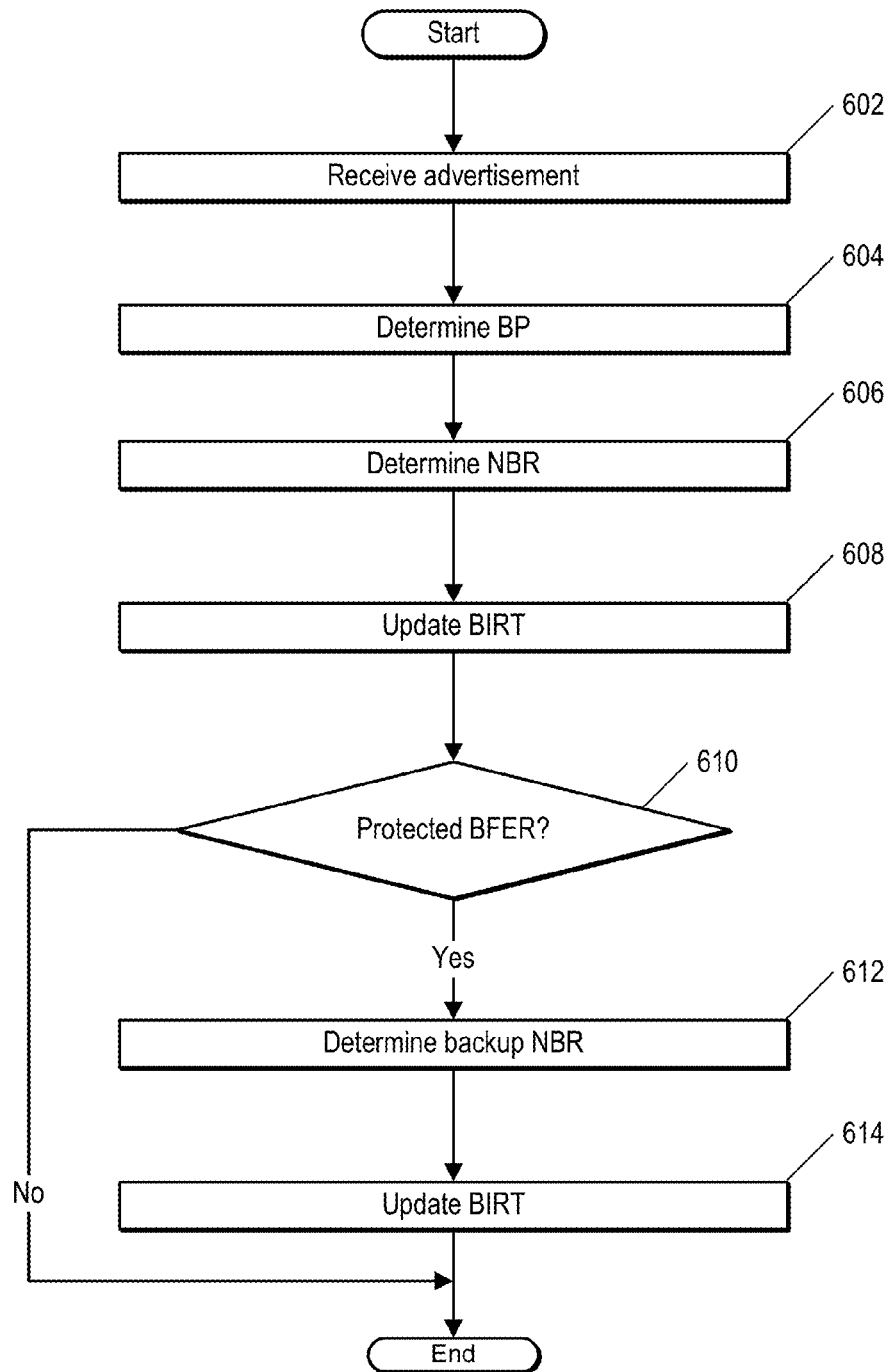 Start
602
Receive advertisement
604
Determine BP
606
Determine NBR
608
Update BIRT
610
Protected BFER?
Yes
612
Determine backup NBR
614
Update BIRT
No
End